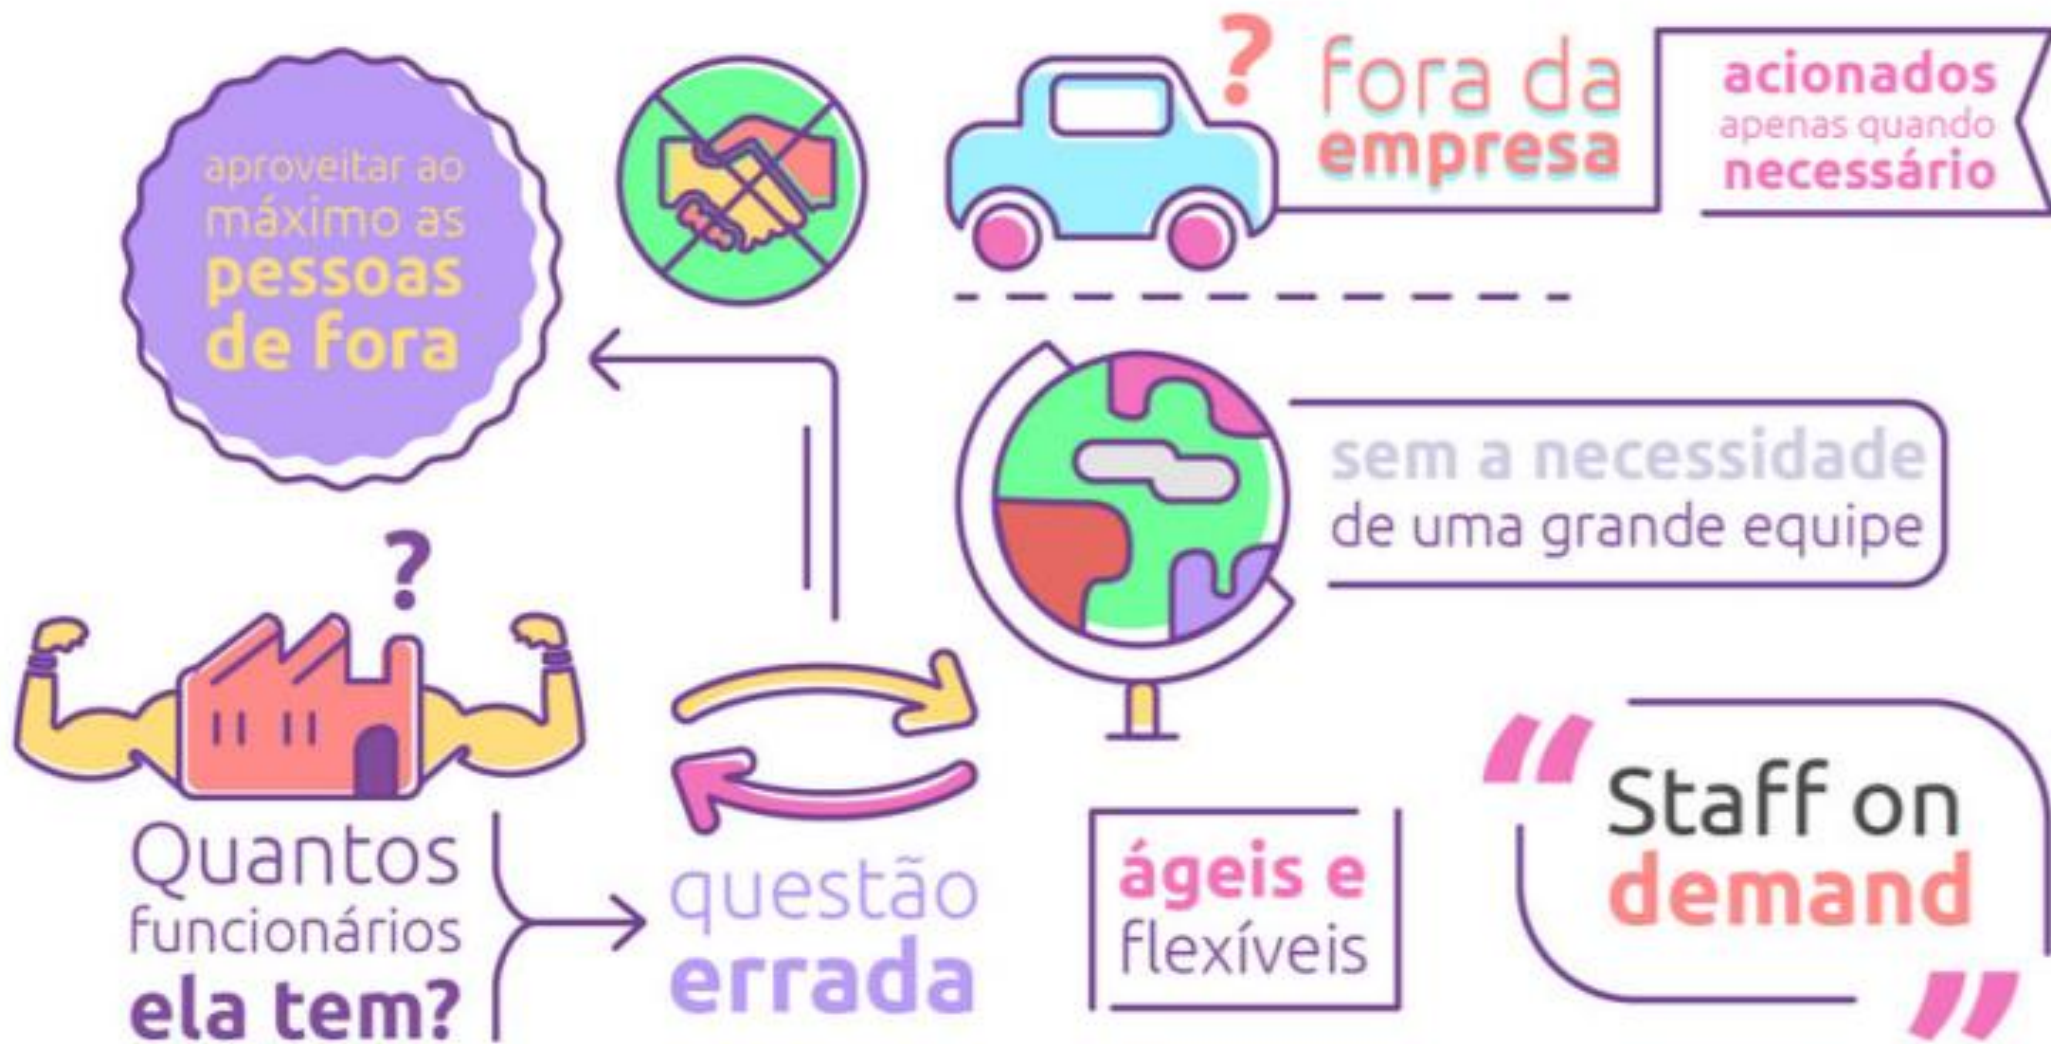 aproveitar ao
máximo as
pessoas
de fora
?
fora da
empresa
acionados
apenas quando
necessário
sem a necessidade
de uma grande equipe
?
Quantos
funcionários
ela tem?
questão
errada
ágeis e
flexíveis
“
Staff on
demand
”